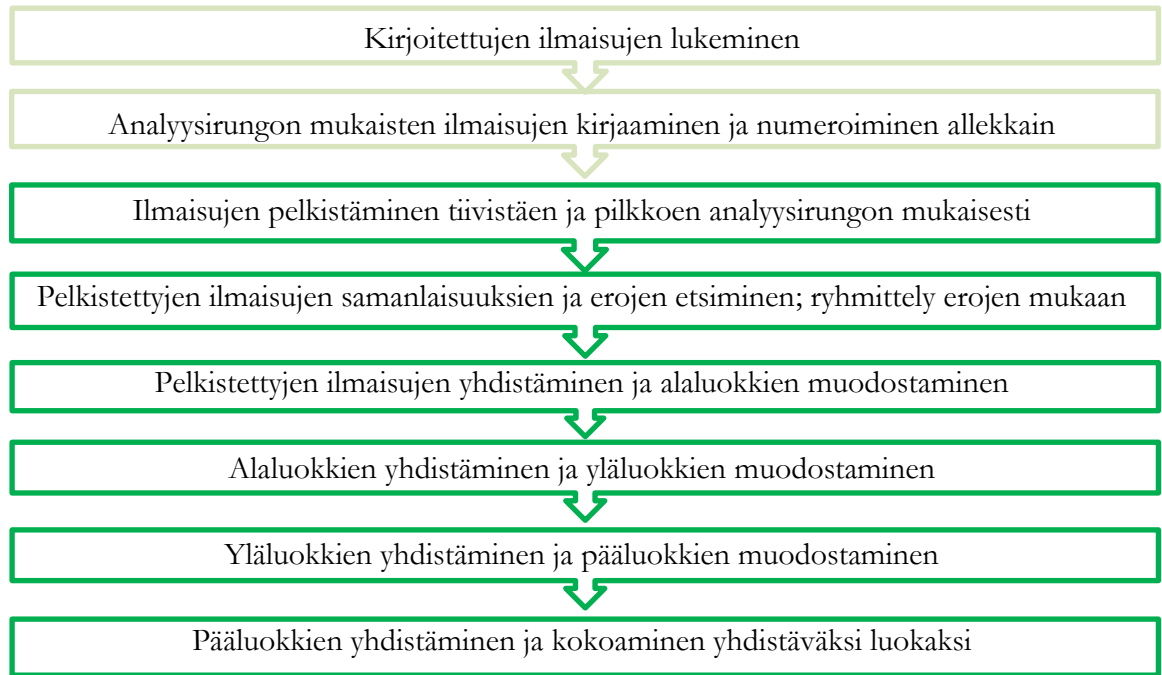 Kirjoitettujen ilmaisujen lukeminen
Analyysirungon mukaisten ilmaisujen kirjaaminen ja numeroiminen allekkain
Ilmaisujen pelkistäminen tiivistäen ja pilkkoen analyysirungon mukaisesti
Pelkistettyjen ilmaisujen samanlaisuuksien ja erojen etsiminen; ryhmittely erojen mukaan
Pelkistettyjen ilmaisujen yhdistäminen ja alaluokkien muodostaminen
Alaluokkien yhdistäminen ja yläluokkien muodostaminen
Yläluokkien yhdistäminen ja pääluokkien muodostaminen
Pääluokkien yhdistäminen ja kokoaminen yhdistäväksi luokaksi